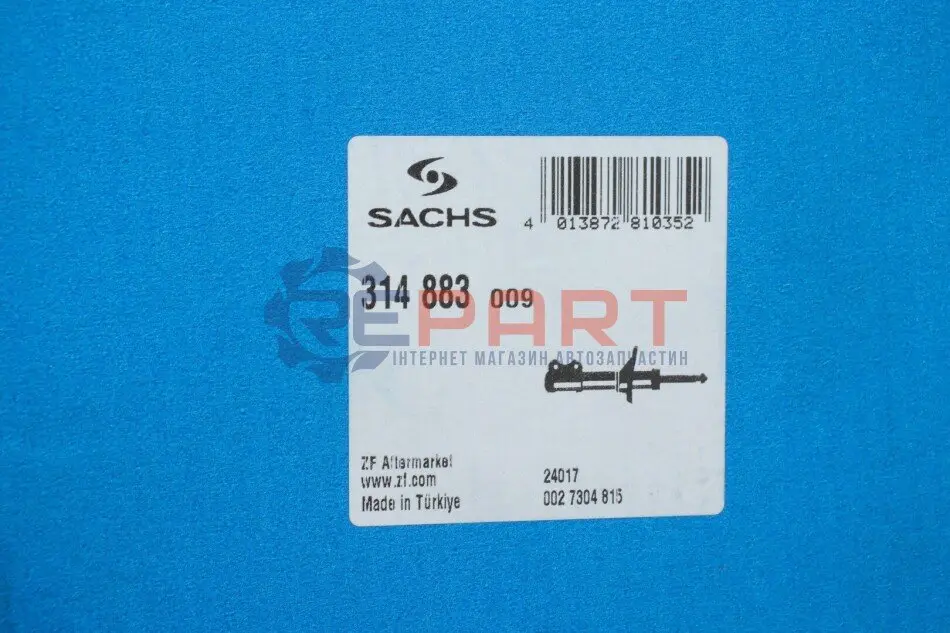 SACHS
4 013872 810352
314 883 009
REPART
ІНТЕРНЕТ МАГАЗИН АВТОЗАПЧАСТИН
ZF Aftermarket
www.zf.com
Made in Türkiye
24017
002 7304 815